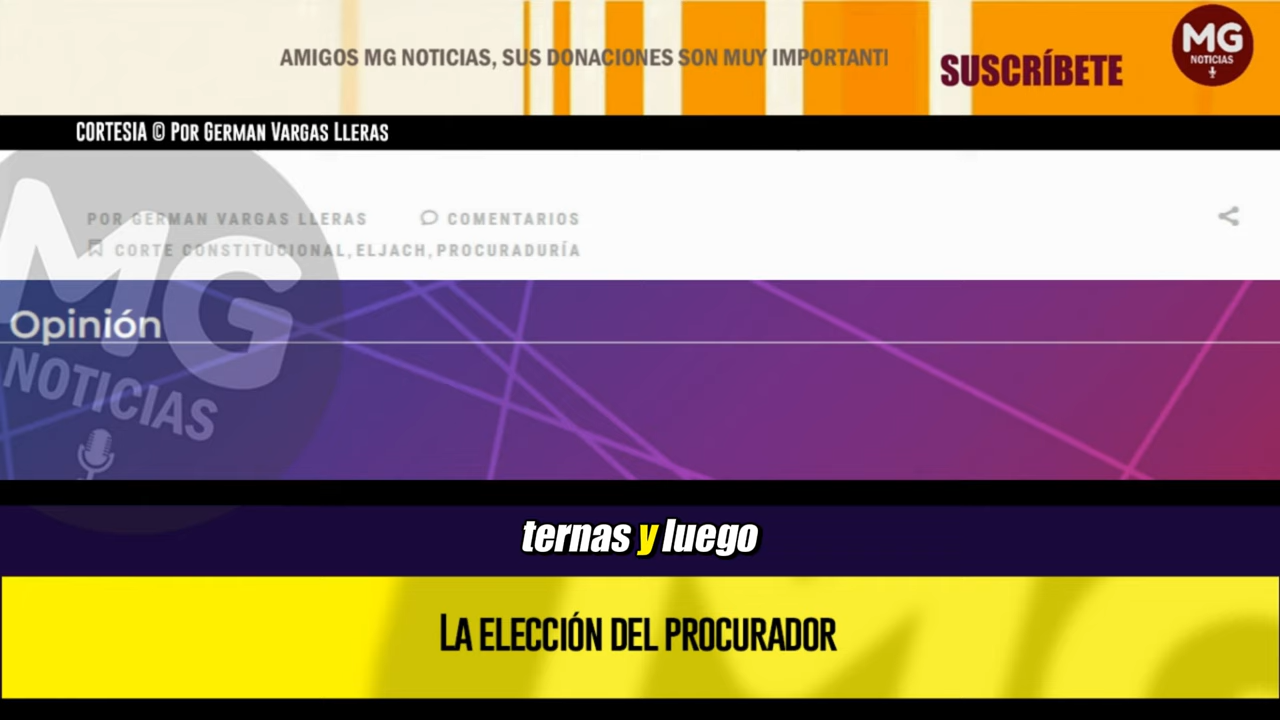 AMIGOS MG NOTICIAS, SUS DONACIONES SON MUY IMPORTANT
SUSCRÍBETE
MG
NOTICIAS
CORTESIA © POR GERMAN VARGAS LLERAS
POR GERMAN VARGAS LLERAS
COMENTARIOS
CORTE CONSTITUCIONAL, ELJACH, PROCURADURÍA
MG
NOTICIAS
Opinión
ternas y luego
LA ELECCIÓN DEL PROCURADOR